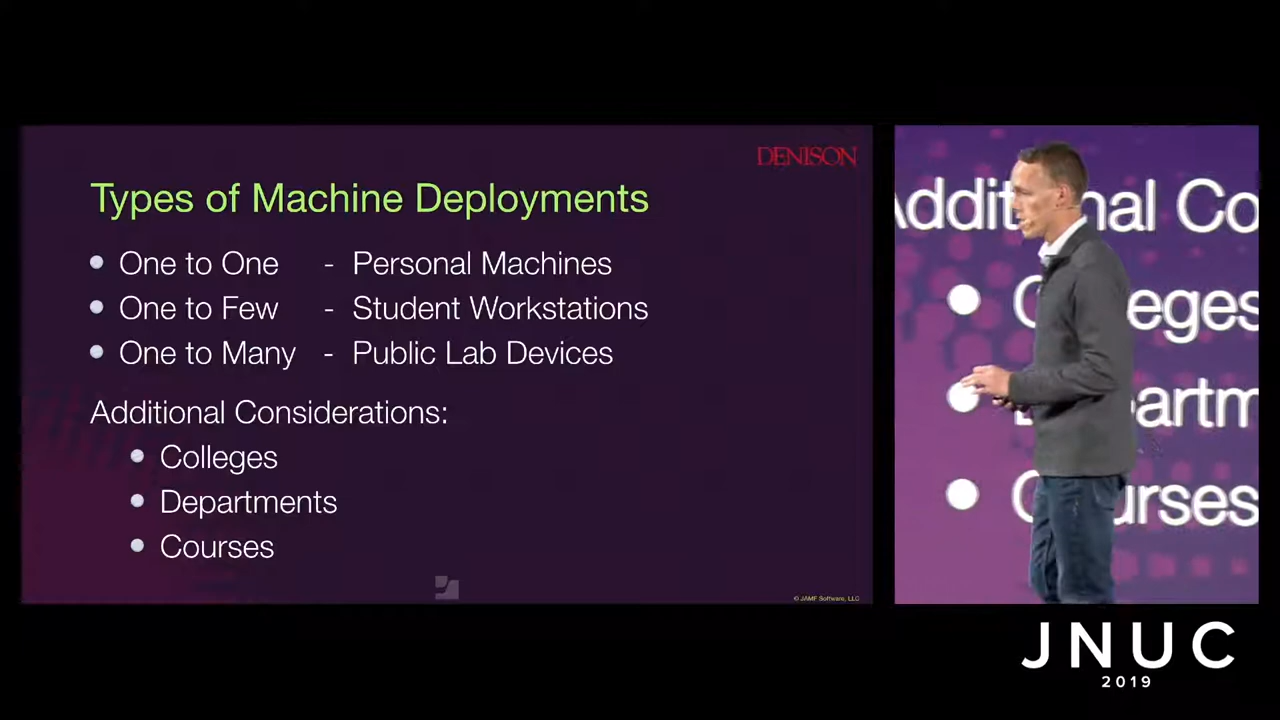 DENISON
Types of Machine Deployments
One to One - Personal Machines
One to Few - Student Workstations
One to Many - Public Lab Devices
Additional Considerations:
Colleges
Departments
Courses
© JAMF Software, LLC
JNUC
2019